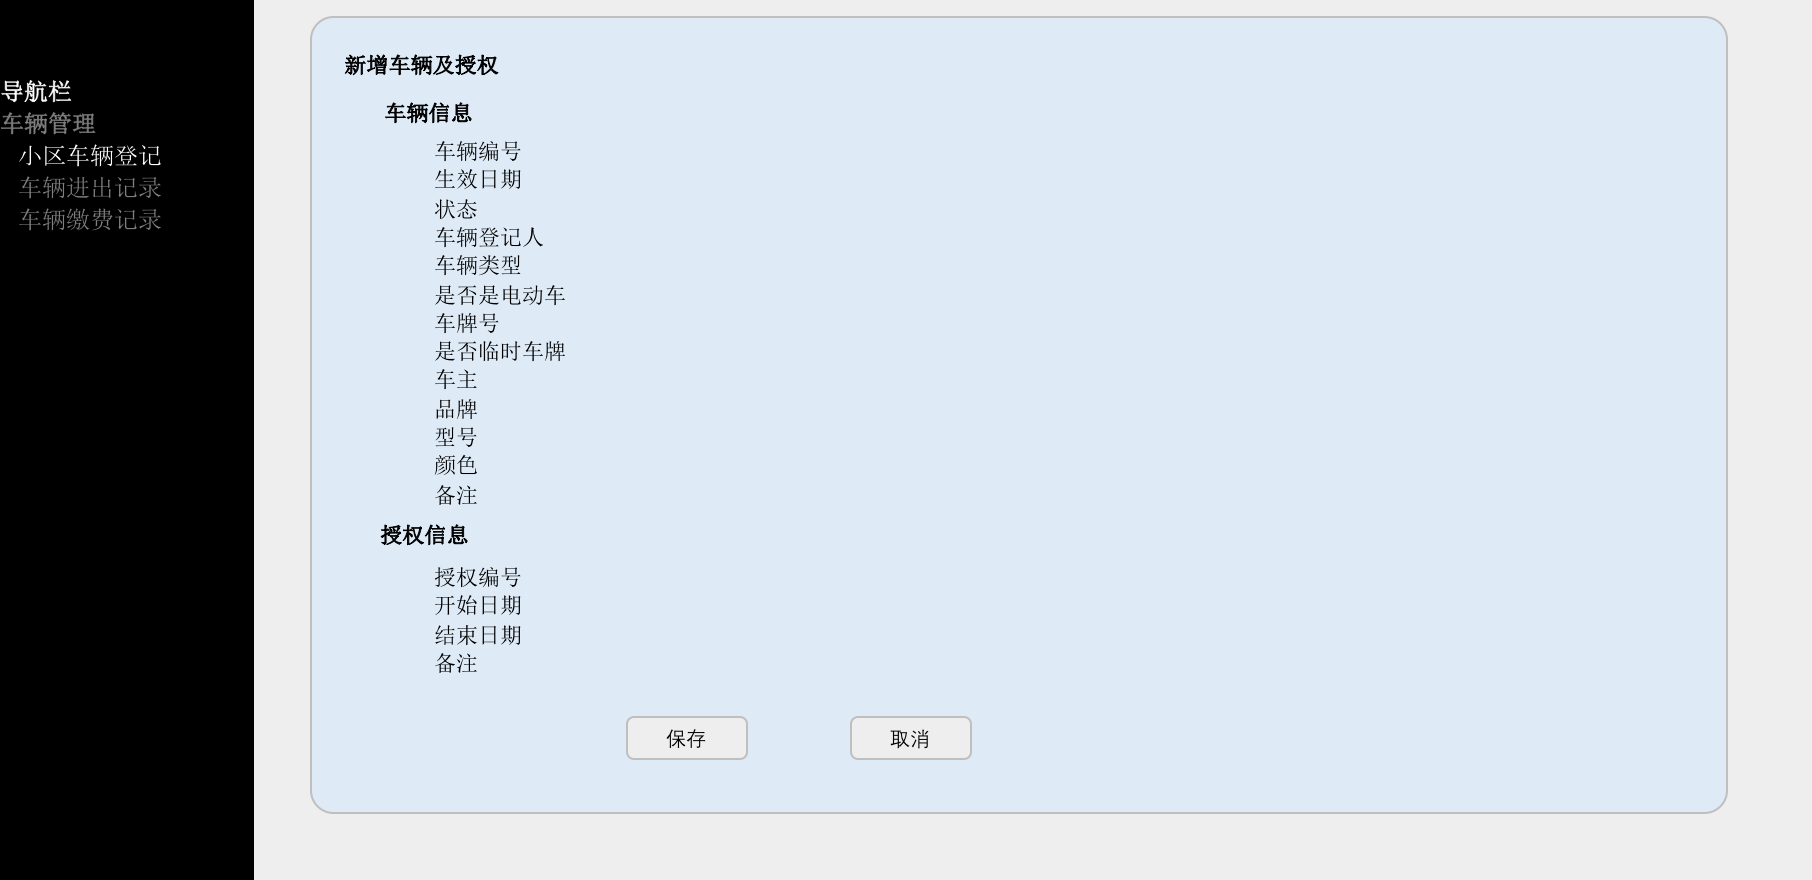 导航栏
车辆管理
小区车辆登记
车辆进出记录
车辆缴费记录
新增车辆及授权
车辆信息
车辆编号
生效日期
状态
车辆登记人
车辆类型
是否是电动车
车牌号
是否临时车牌
车主
品牌
型号
颜色
备注
授权信息
授权编号
开始日期
结束日期
备注
保存
取消